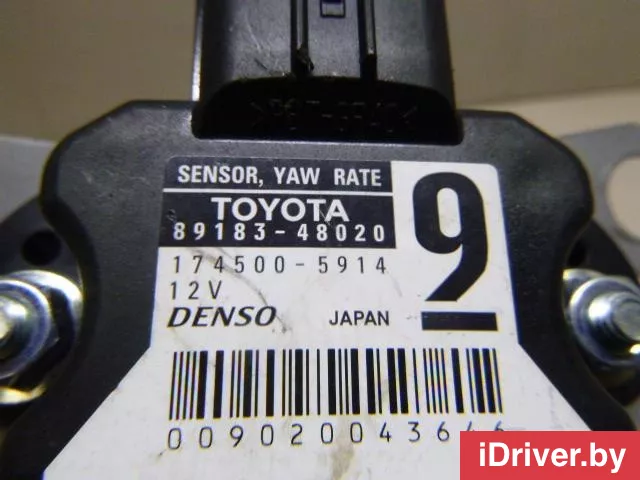 SENSOR, YAW RATE
TOYOTA
89183-48020
9
174500-5914
12V
DENSO JAPAN
iDriver.by